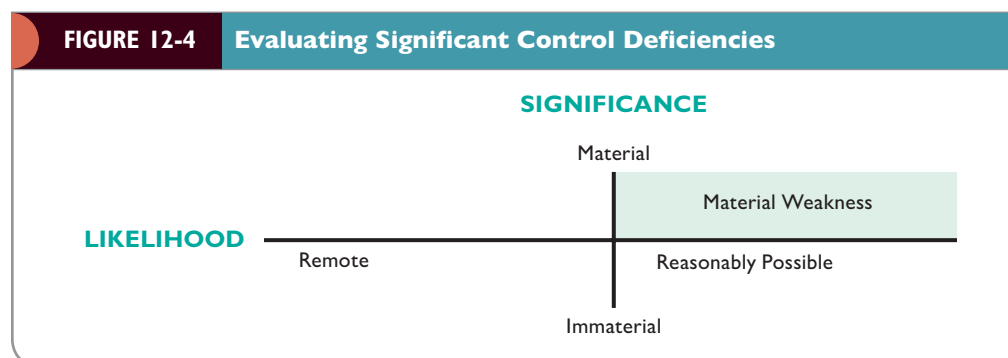 FIGURE 12-4 Evaluating Significant Control Deficiencies
SIGNIFICANCE
Material
Material Weakness
LIKELIHOOD
Remote
Reasonably Possible
Immaterial